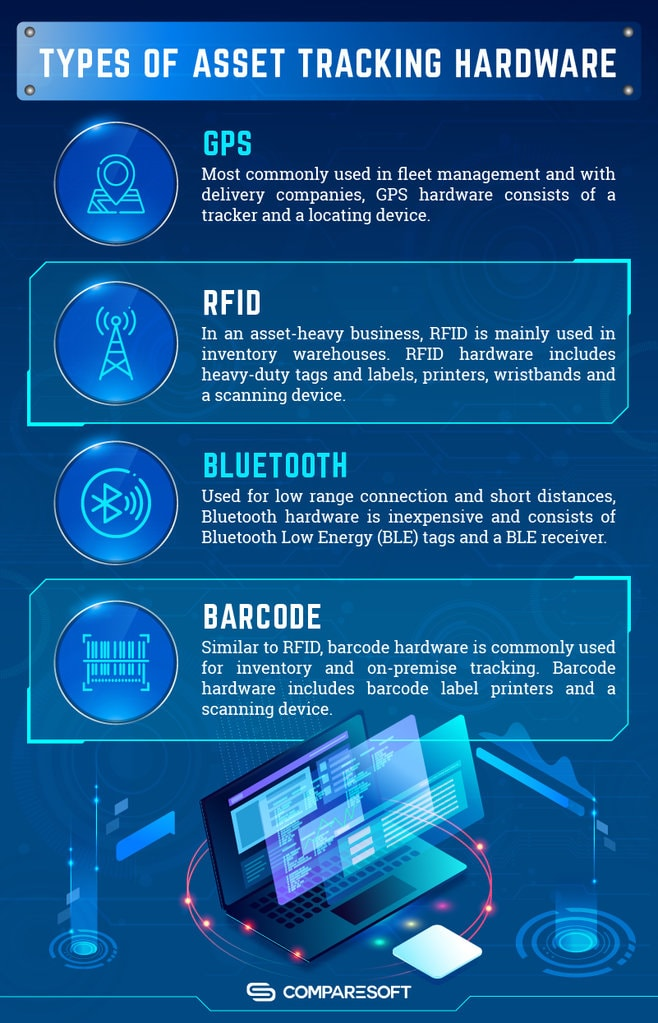 TYPES OF ASSET TRACKING HARDWARE
GPS
Most commonly used in fleet management and with
delivery companies, GPS hardware consists of a
tracker and a locating device.
RFID
In an asset-heavy business, RFID is mainly used in
inventory warehouses. RFID hardware includes
heavy-duty tags and labels, printers, wristbands and
a scanning device.
BLUETOOTH
Used for low range connection and short distances,
Bluetooth hardware is inexpensive and consists of
Bluetooth Low Energy (BLE) tags and a BLE receiver.
BARCODE
Similar to RFID, barcode hardware is commonly used
for inventory and on-premise tracking. Barcode
hardware includes barcode label printers and a
scanning device.
COMPARESOFT